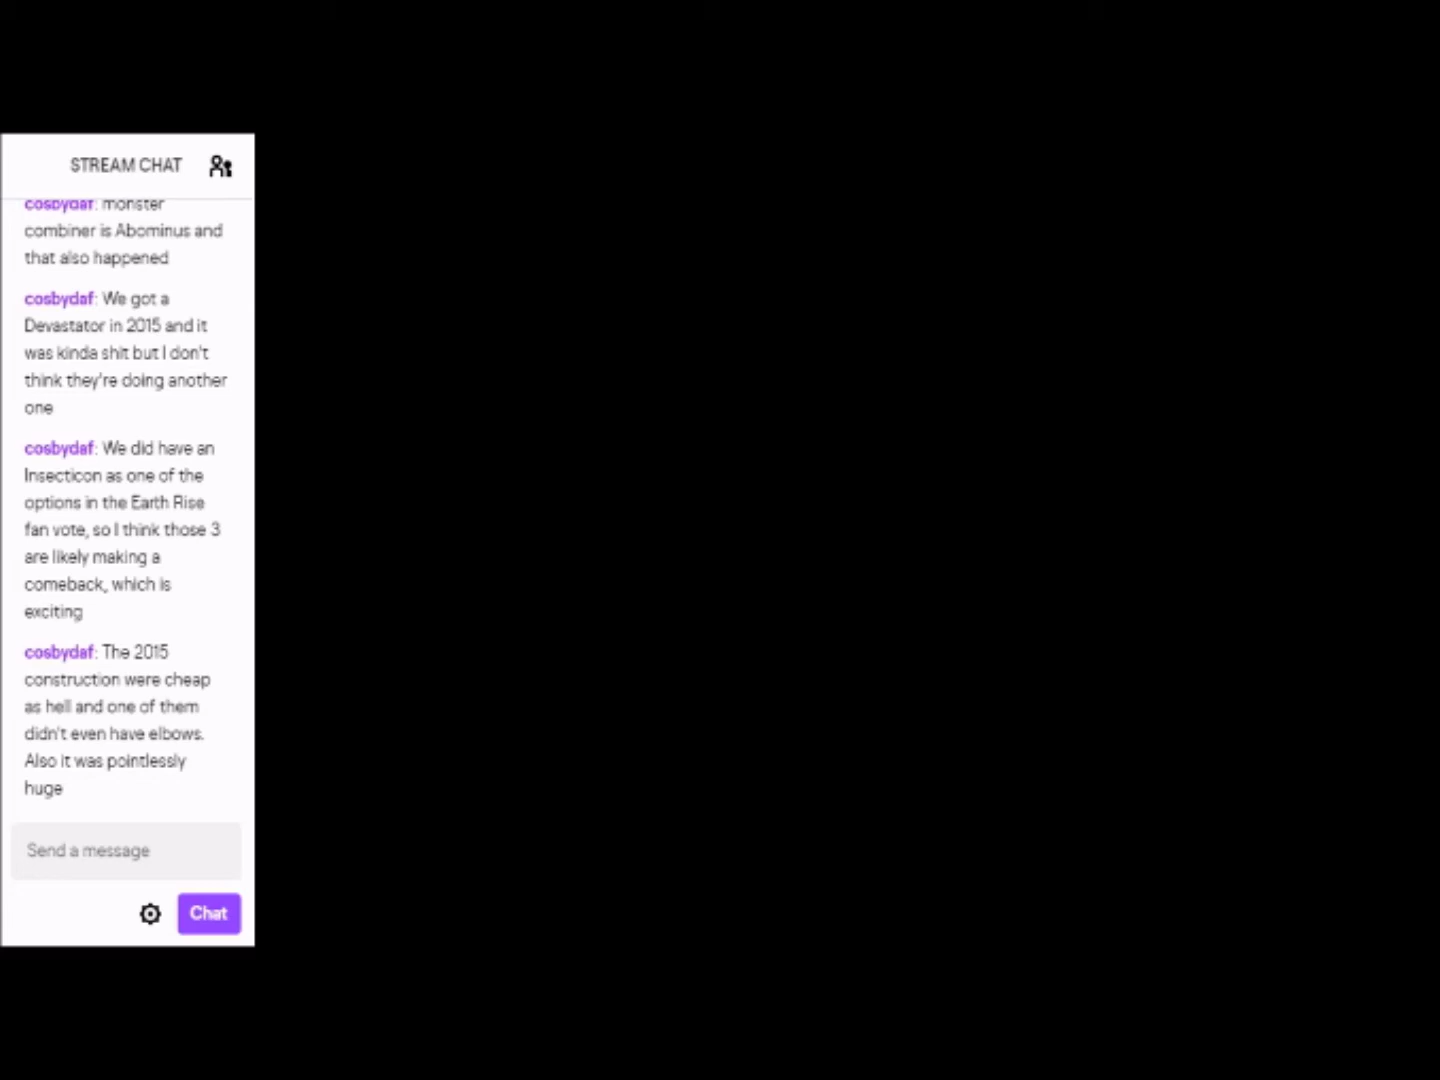 STREAM CHAT
cosbydaf: monster
combiner is Abominus and
that also happened
cosbydaf: We got a
Devastator in 2015 and it
was kinda shit but I don't
think they're doing another
one
cosbydaf: We did have an
Insecticon as one of the
options in the Earth Rise
fan vote, so I think those 3
are likely making a
comeback, which is
exciting
cosbydaf: The 2015
construction were cheap
as hell and one of them
didn't even have elbows.
Also it was pointlessly
huge
Send a message
Chat